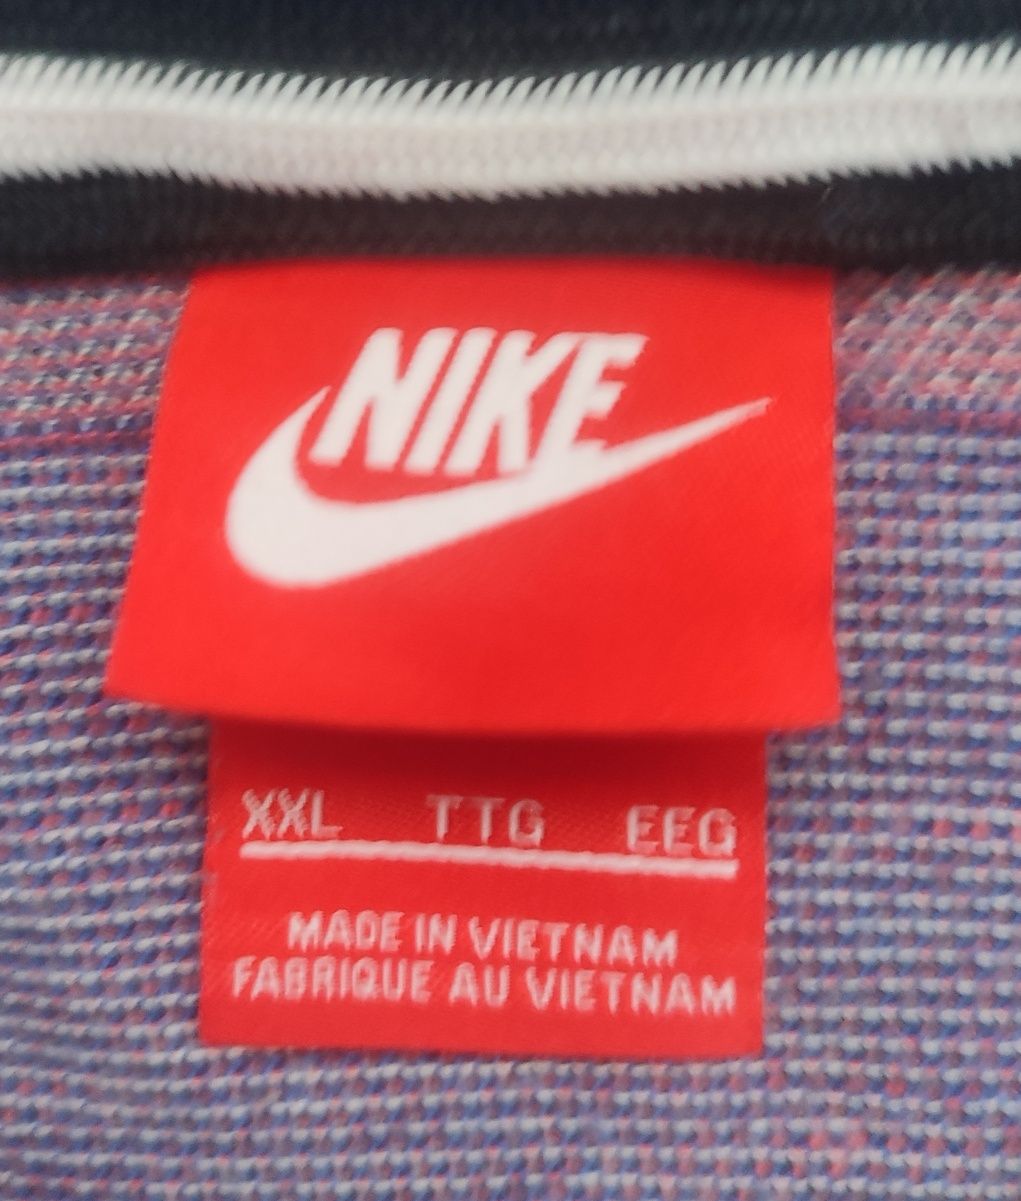 NIKE
XXL TTG EEG
MADE IN VIETNAM
FABRIQUE AU VIETNAM